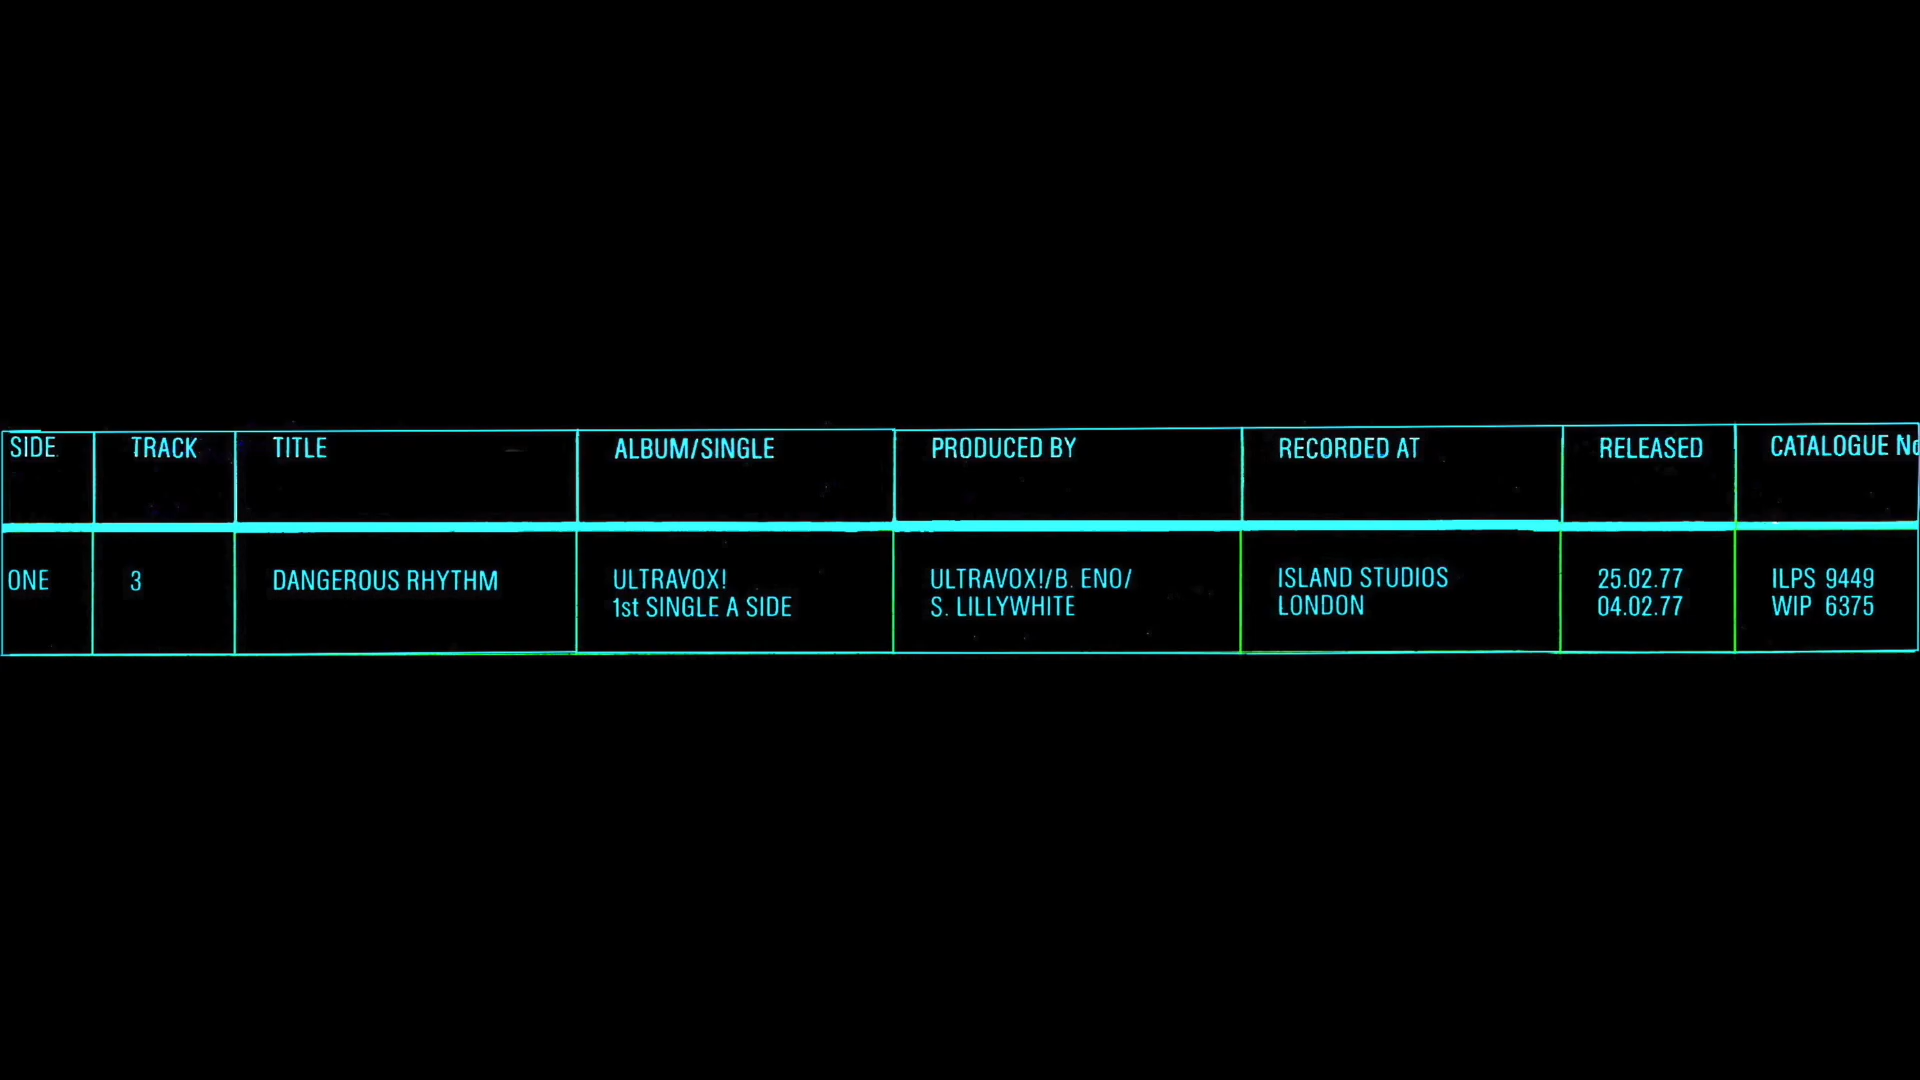 SIDE TRACK TITLE ALBUM/SINGLE PRODUCED BY RECORDED AT RELEASED CATALOGUE No
ONE 3 DANGEROUS RHYTHM ULTRAVOX! ULTRAVOX!/B. ENO/ ISLAND STUDIOS 25.02.77 ILPS 9449
1st SINGLE A SIDE S. LILLYWHITE LONDON 04.02.77 WIP 6375